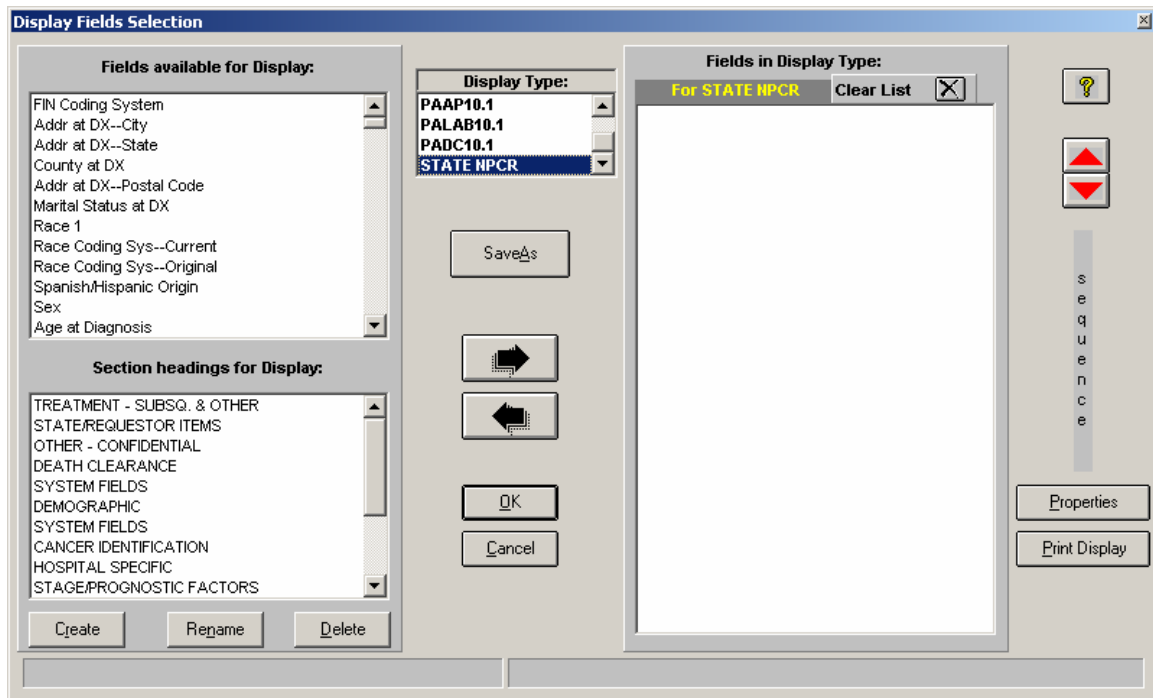 Display Fields Selection
Fields available for Display:
FIN Coding System
Addr at DX--City
Addr at DX--State
County at DX
Addr at DX--Postal Code
Marital Status at DX
Race 1
Race Coding Sys--Current
Race Coding Sys--Original
Spanish/Hispanic Origin
Sex
Age at Diagnosis
Section headings for Display:
TREATMENT - SUBSQ. & OTHER
STATE/REQUESTOR ITEMS
OTHER - CONFIDENTIAL
DEATH CLEARANCE
SYSTEM FIELDS
DEMOGRAPHIC
SYSTEM FIELDS
CANCER IDENTIFICATION
HOSPITAL SPECIFIC
STAGE/PROGNOSTIC FACTORS
Create Rename Delete
Display Type:
PAAP10.1
PALAB10.1
PADC10.1
STATE NPCR
SaveAs
OK
Cancel
Fields in Display Type:
For STATE NPCR Clear List
?
s
e
q
u
e
n
c
e
Properties
Print Display